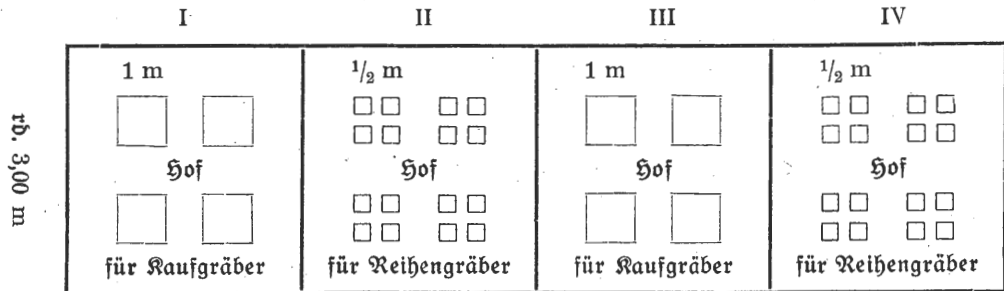 I II III IV
1 m ½ m 1 m ½ m
rd. 3,00 m
Hof Hof Hof Hof
für Kaufgräber für Reihengräber für Kaufgräber für Reihengräber